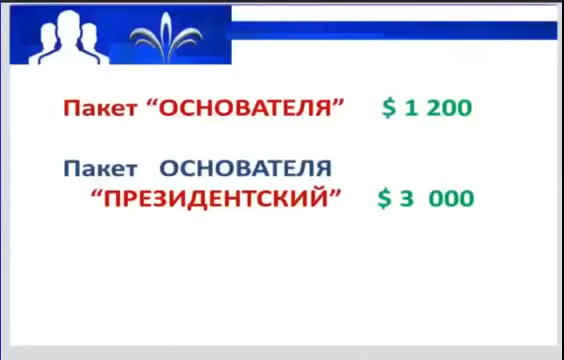 Пакет “ОСНОВАТЕЛЯ” $ 1 200
Пакет ОСНОВАТЕЛЯ
“ПРЕЗИДЕНТСКИЙ” $ 3 000